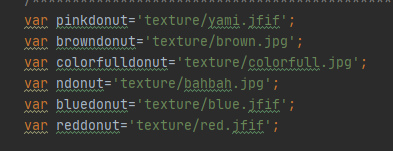 /************************************************
var pinkdonut='texture/yami.jfif';
var browndonut='texture/brown.jpg';
var colorfulldonut='texture/colorfull.jpg';
var ndonut='texture/bahbah.jpg';
var bluedonut='texture/blue.jfif';
var reddonut='texture/red.jfif';